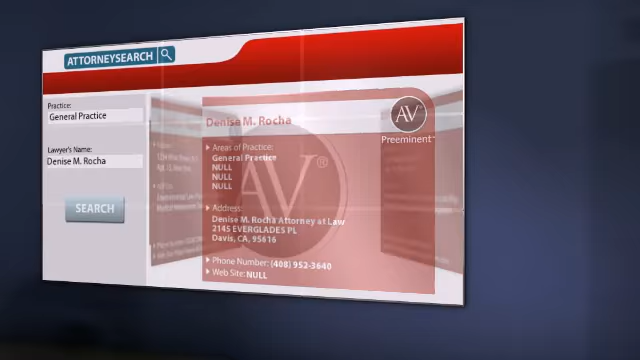 ATTORNEYSEARCH
Practice:
General Practice
Lawyer's Name:
Denise M. Rocha
SEARCH
Denise M. Rocha
AV
Preeminent
Areas of Practice:
General Practice
NULL
NULL
NULL
AV®
Address:
Denise M. Rocha Attorney at Law
2145 EVERGLADES PL
Davis, CA, 95616
Phone Number: (408) 952-3640
Web Site: NULL